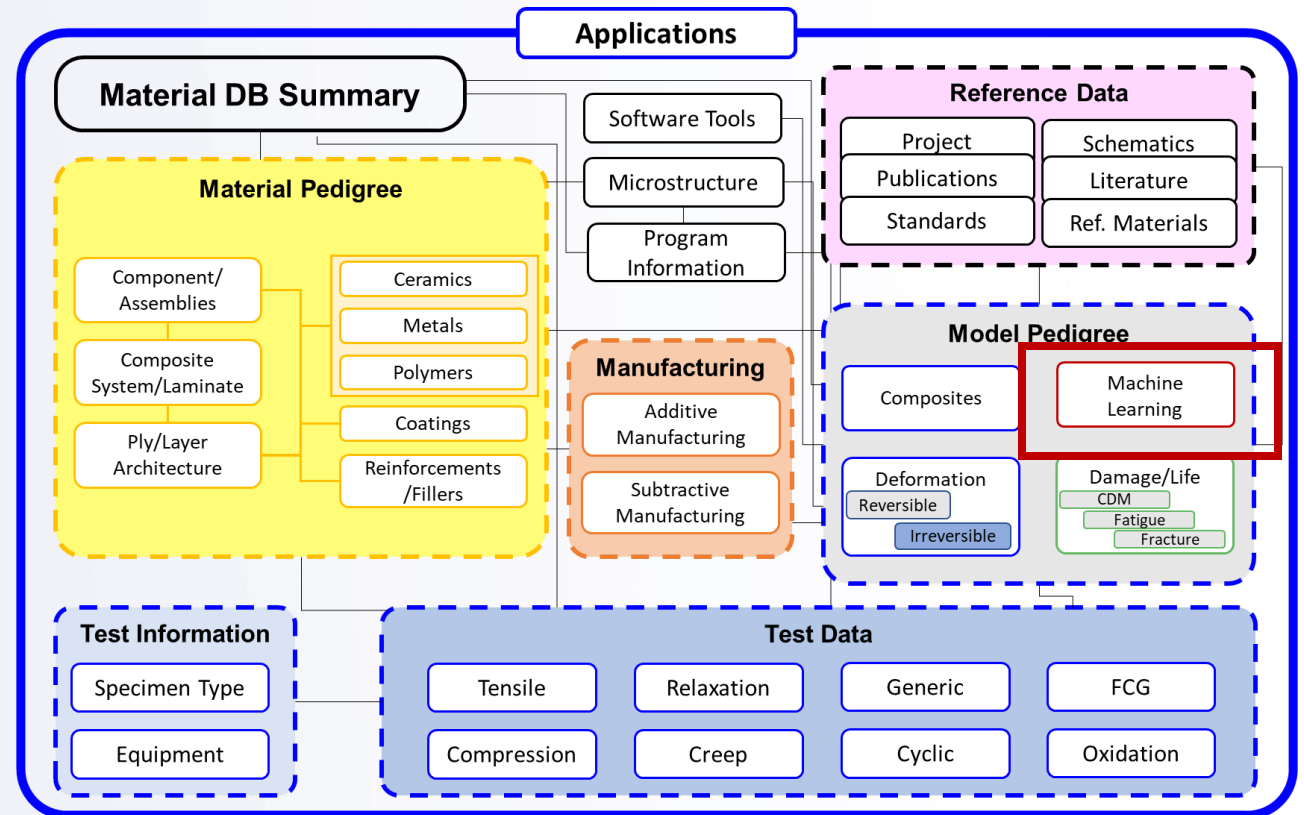 Applications
Material DB Summary
Software Tools
Microstructure
Program
Information
Reference Data
Project
Publications
Standards
Schematics
Literature
Ref. Materials
Material Pedigree
Component/
Assemblies
Composite
System/Laminate
Ply/Layer
Architecture
Ceramics
Metals
Polymers
Coatings
Reinforcements
/Fillers
Manufacturing
Additive
Manufacturing
Subtractive
Manufacturing
Model Pedigree
Composites
Machine
Learning
Deformation
Reversible
Irreversible
Damage/Life
CDM
Fatigue
Fracture
Test Information
Specimen Type
Equipment
Test Data
Tensile
Relaxation
Generic
FCG
Compression
Creep
Cyclic
Oxidation